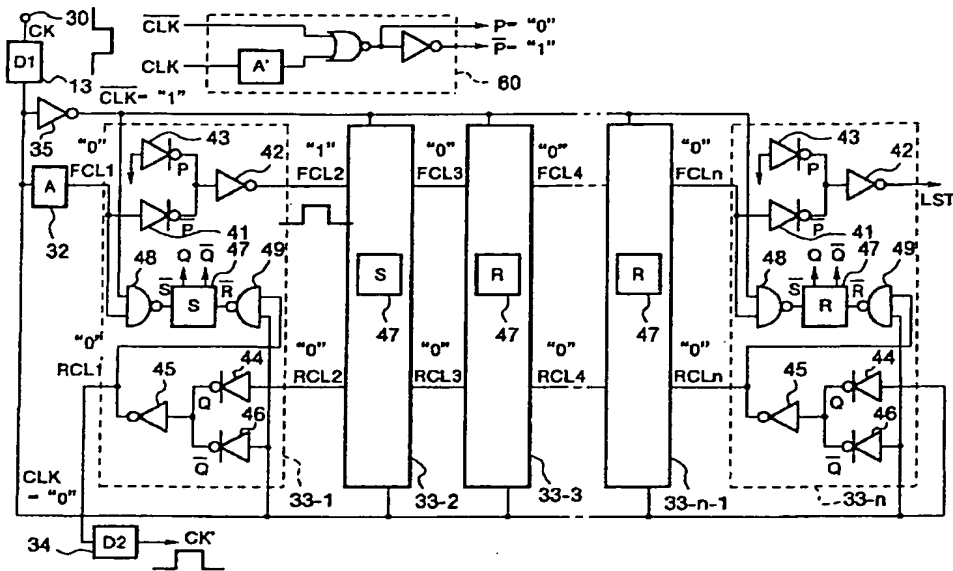 30
CK
D1
13
CLK
CLK
A'
P= "0"
P= "1"
60
CLK= "1"
35
"0"
FCL1
A
32
43
P
42
P
41
"1"
FCL2
"0"
FCL3
"0"
FCL4
"0"
FCLn
43
P
42
P
41
LST
48
Q Q
47
49
S
S
R
S
47
R
47
R
47
48
Q Q
47
49
S
R
R
"0"
RCL1
45
44
Q
46
Q
"0"
RCL2
"0"
RCL3
"0"
RCL4
"0"
RCLn
45
44
Q
46
Q
CLK
= "0"
33-1
33-2
33-3
33-n-1
33-n
34
D2
CK'